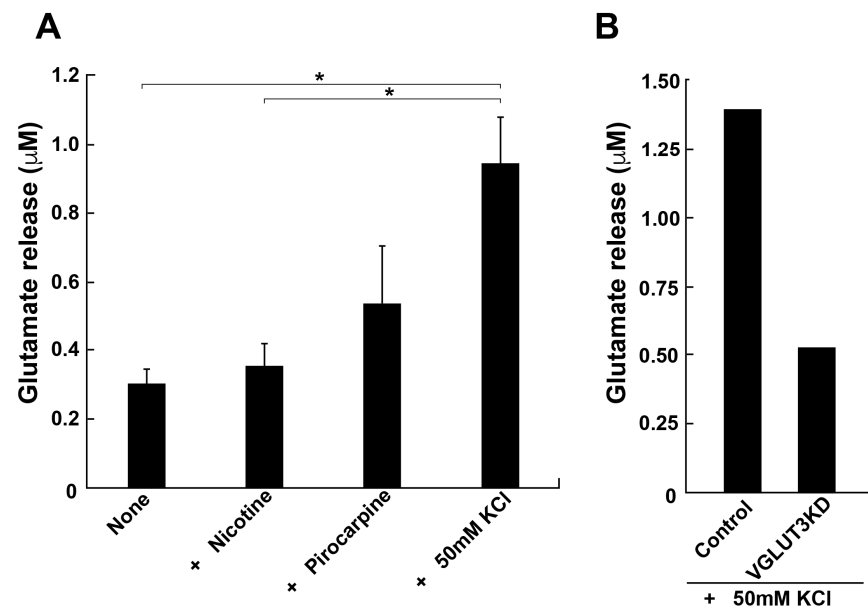 A
Glutamate release (µM)
1.2
1.0
0.8
0.6
0.4
0.2
0
*
*
None
+ Nicotine
+ Pirocarpine
+ 50mM KCl
B
Glutamate release (µM)
1.50
1.25
1.00
0.75
0.50
0.25
0
Control
VGLUT3KD
+ 50mM KCl